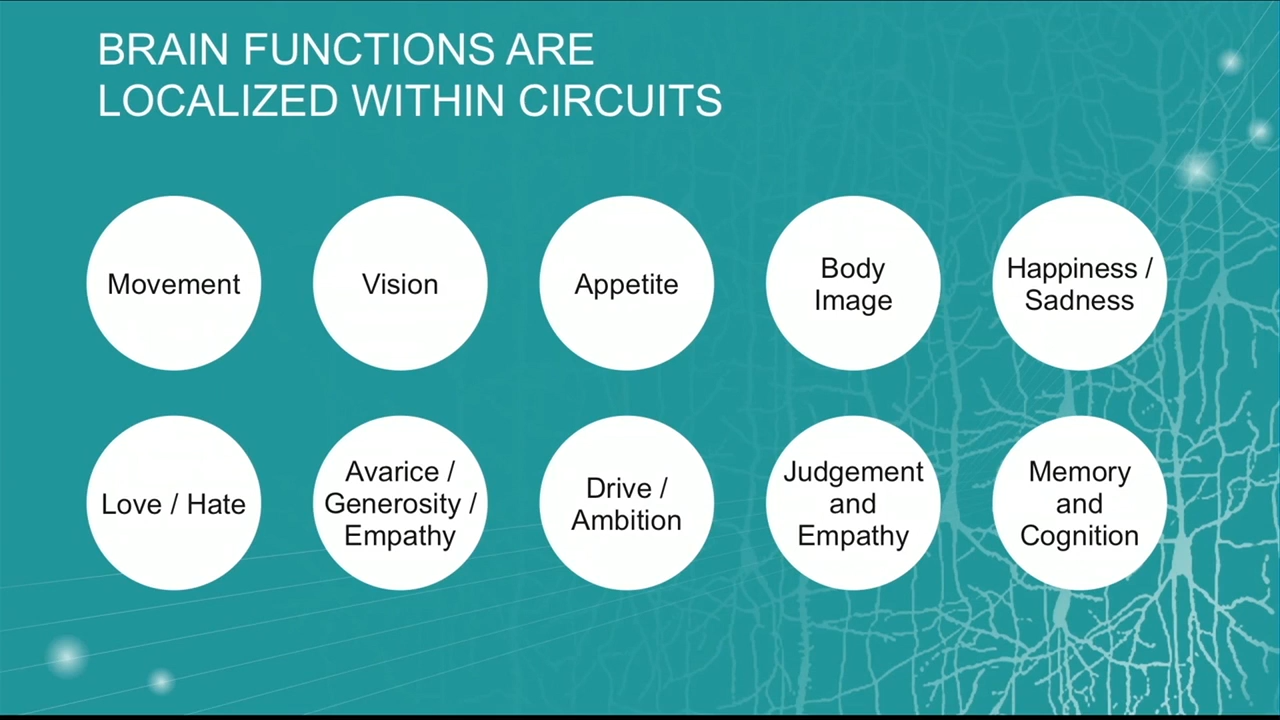 BRAIN FUNCTIONS ARE
LOCALIZED WITHIN CIRCUITS
Movement
Vision
Appetite
Body
Image
Happiness /
Sadness
Love / Hate
Avarice /
Generosity /
Empathy
Drive /
Ambition
Judgement
and
Empathy
Memory
and
Cognition